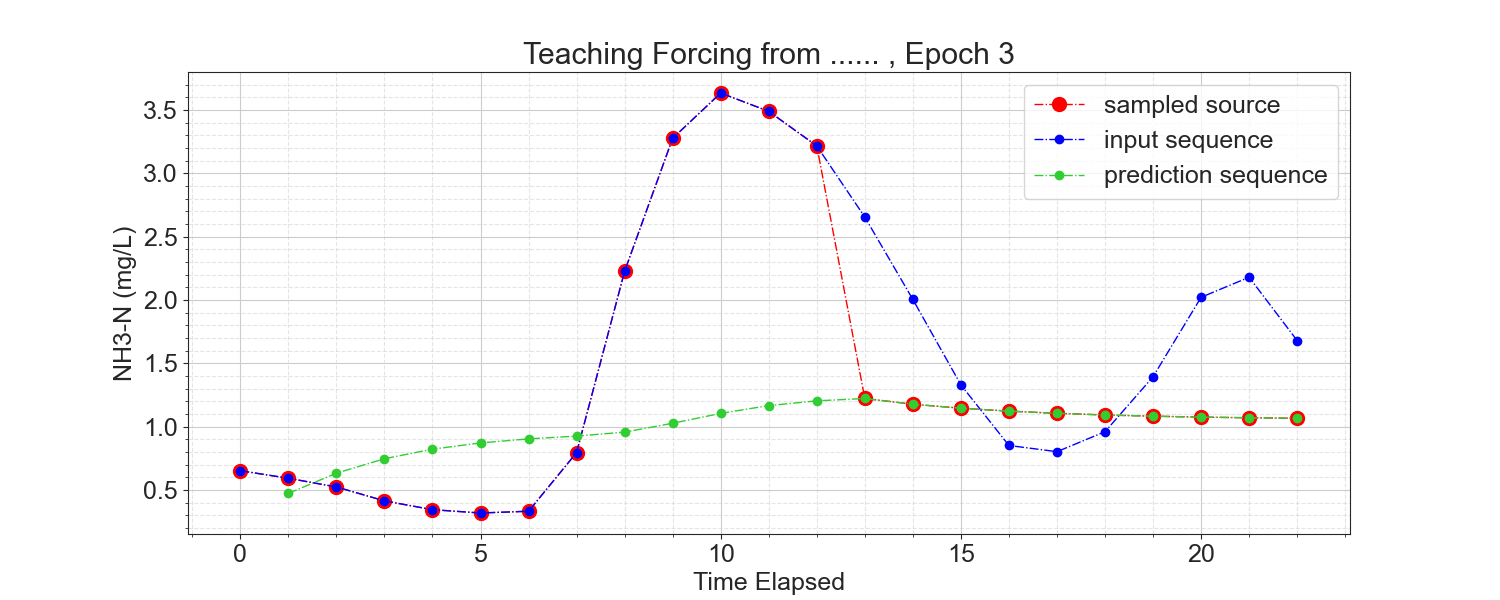 Teaching Forcing from ...... , Epoch 3
sampled source
input sequence
prediction sequence
3.5
3.0
2.5
2.0
1.5
1.0
0.5
NH3-N (mg/L)
0 5 10 15 20
Time Elapsed